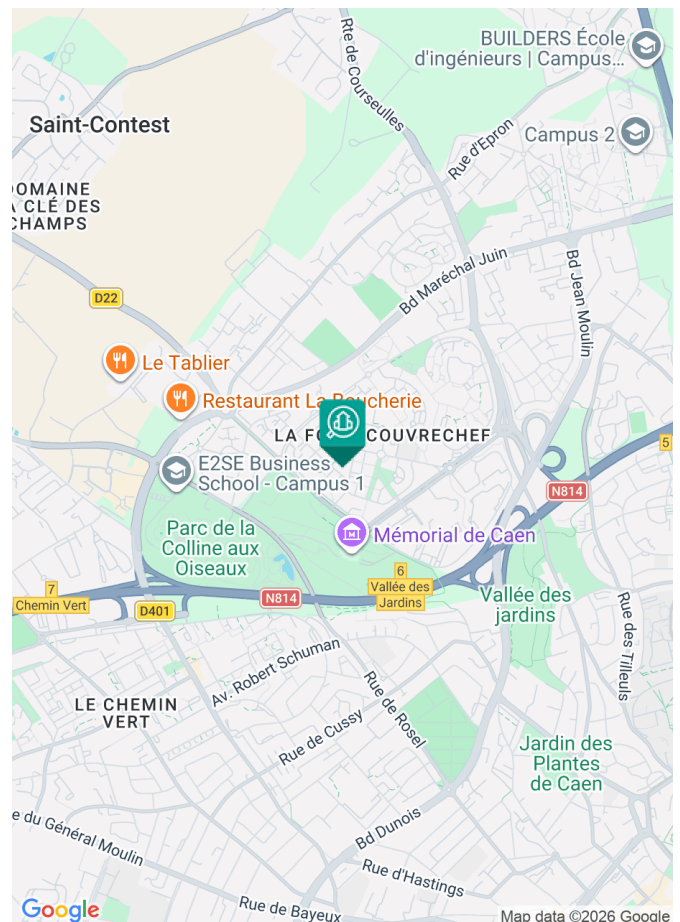 BUILDERS École
d'ingénieurs | Campus...
Rte de Courseulles
Saint-Contest
Campus 2
Rue d'Epron
DOMAINE
CLÉ DES
CHAMPS
Bd Maréchal Juin
Bd Jean Moulin
D22
Le Tablier
Restaurant La Boucherie
COUVRECHEF
E2SE Business
School - Campus 1
5
N814
Parc de la
Colline aux
Oiseaux
Mémorial de Caen
7
Chemin Vert
D401
N814
6
Vallée des
Jardins
Vallée des
jardins
Rue des Tilleuls
Av. Robert Schuman
LE CHEMIN
VERT
Rue de Rosel
Rue de Cussy
Jardin des
Plantes
de Caen
e du Général Moulin
Bd Dunois
Rue d'Hastings
Rue de Bayeux
Google
Map data ©2026 Google